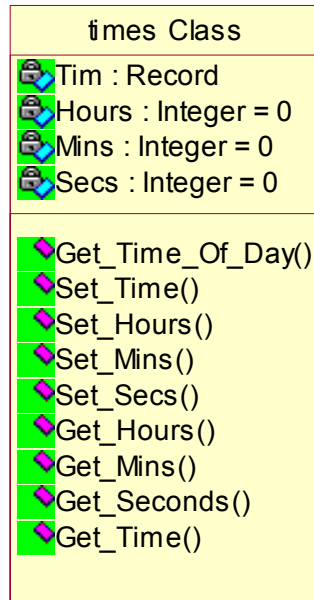 times Class
Tim : Record
Hours : Integer = 0
Mins : Integer = 0
Secs : Integer = 0
Get_Time_Of_Day()
Set_Time()
Set_Hours()
Set_Mins()
Set_Secs()
Get_Hours()
Get_Mins()
Get_Seconds()
Get_Time()